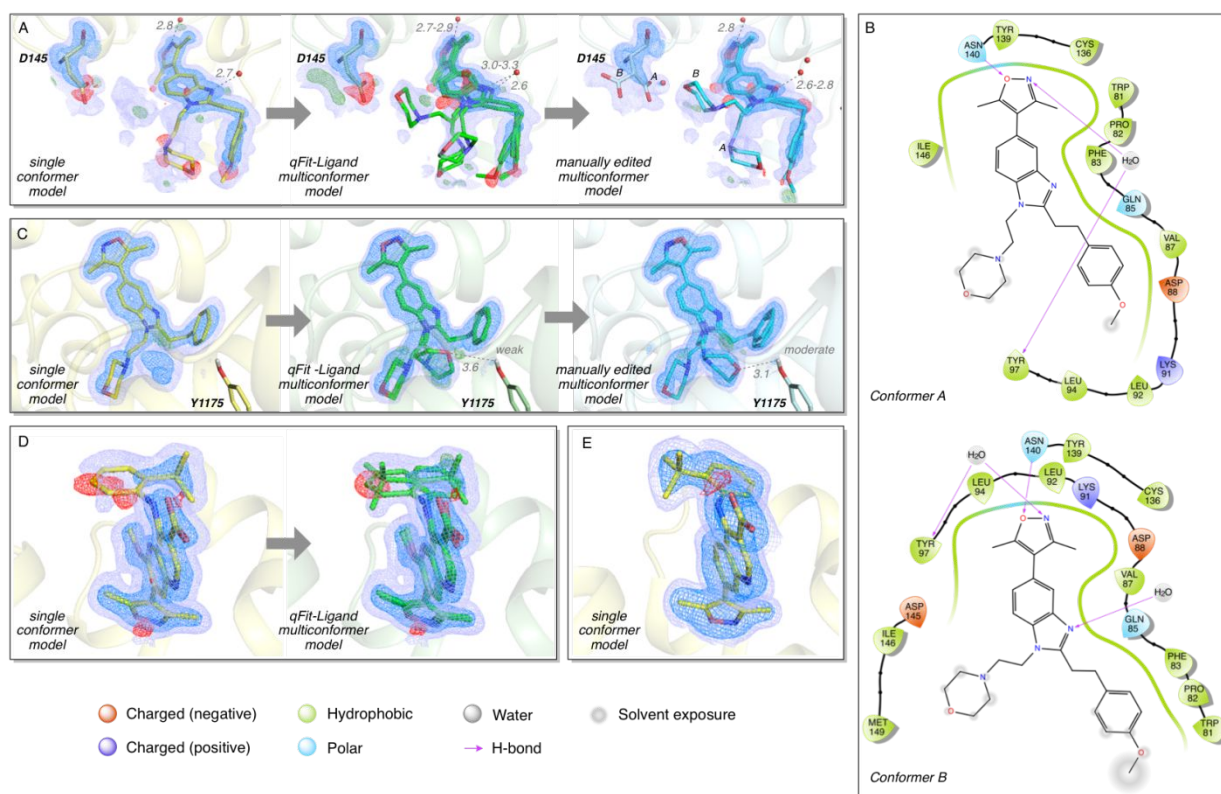 A
D145
2.8
2.7
single
conformer
model
2.7-2.9
3.0-3.3
2.6
qFit-Ligand
multiconformer
model
D145
B
A
2.8
B
2.6-2.8
A
manually edited
multiconformer
model
C
single
conformer
model
Y1175
weak
3.6
qFit -Ligand
multiconformer
model
Y1175
moderate
3.1
manually edited
multiconformer
model
Y1175
D
single
conformer
model
qFit-Ligand
multiconformer
model
E
single
conformer
model
Charged (negative)
Hydrophobic
Water
Solvent exposure
Charged (positive)
Polar
H-bond
B
TYR
139
ASN
140
CYS
136
TRP
81
PRO
82
ILE
146
PHE
83
H₂O
GLN
85
VAL
87
ASP
88
LYS
91
TYR
97
LEU
94
LEU
92
O
N
N
N
N
O
O
Conformer A
H₂O
ASN
140
TYR
139
LEU
92
LEU
94
LYS
91
CYS
136
TYR
97
ASP
88
VAL
87
H₂O
ASP
145
GLN
85
ILE
146
PHE
83
PRO
82
MET
149
TRP
81
O
N
N
N
N
O
O
Conformer B